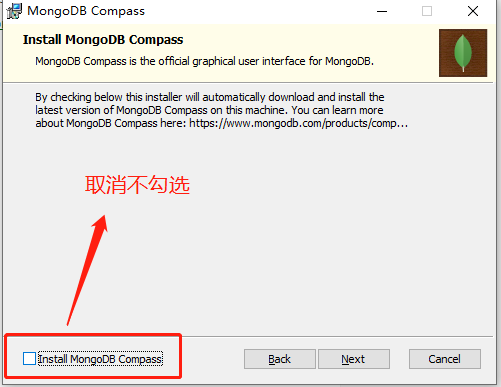 MongoDB Compass
Install MongoDB Compass
MongoDB Compass is the official graphical user interface for MongoDB.
By checking below this installer will automatically download and install the
latest version of MongoDB Compass on this machine. You can learn more
about MongoDB Compass here: https://www.mongodb.com/products/comp...
取消不勾选
Install MongoDB Compass
Back
Next
Cancel